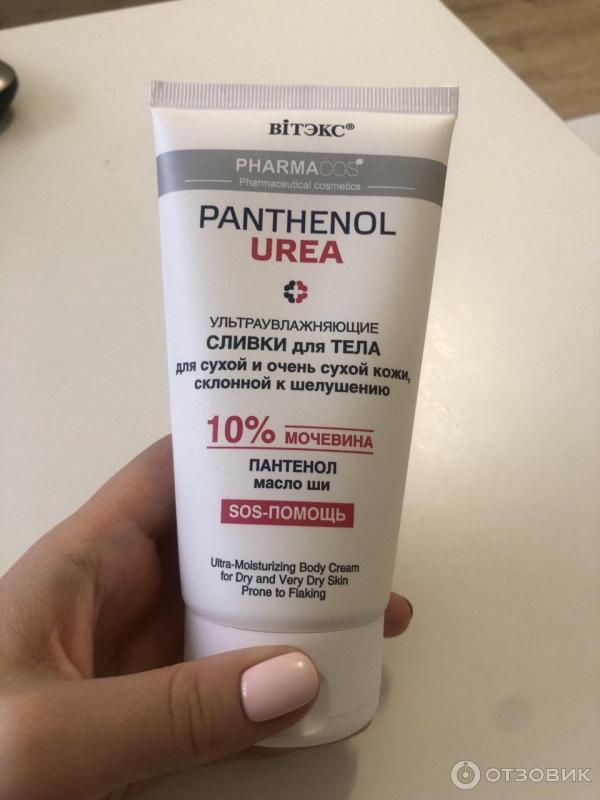 ВіТЭКС®
PHARMACOS
Pharmaceutical cosmetics
PANTHENOL
UREA
УЛЬТРАУВЛАЖНЯЮЩИЕ
СЛИВКИ для ТЕЛА
для сухой и очень сухой кожи,
склонной к шелушению
10% МОЧЕВИНА
ПАНТЕНОЛ
масло ши
SOS-ПОМОЩЬ
Ultra-Moisturizing Body Cream
for Dry and Very Dry Skin
Prone to Flaking
ОТЗОВИК